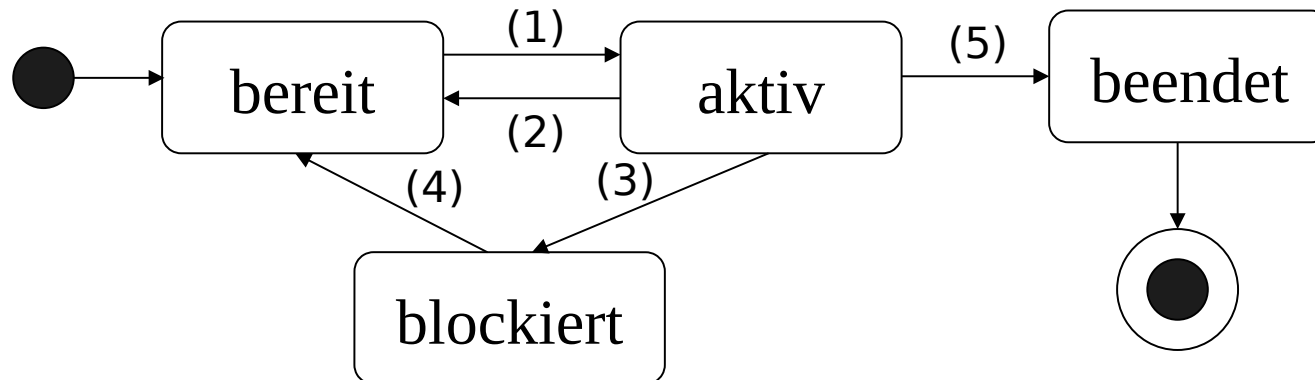 (1)
bereit
(2)
aktiv
(5)
beendet
(4)
(3)
blockiert